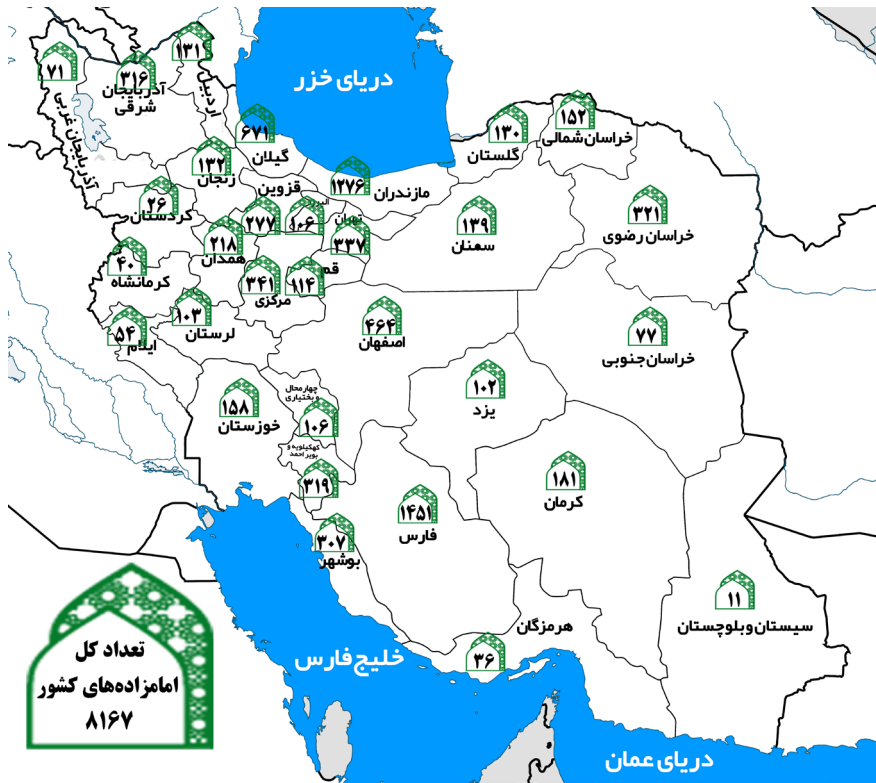 دریای خزر
۷۱
آذربایجان غربی
۳۱۶
آذربایجان
شرقی
۱۳۱
اردبیل
۶۷۱
گیلان
۱۳۲
زنجان
قزوین
۲۷۷
البرز
۱۰۶
تهران
۳۳۷
۱۲۷۶
مازندران
۱۳۰
گلستان
۱۵۲
خراسان شمالی
۳۲۱
خراسان رضوی
۱۳۹
سمنان
۲۶
کردستان
۲۱۸
همدان
۴۰
کرمانشاه
۳۴۱
مرکزی
قم
۱۱۴
۵۴
ایلام
۱۰۳
لرستان
۴۶۴
اصفهان
۷۷
خراسان جنوبی
۱۰۲
یزد
۱۵۸
خوزستان
چهارمحال
و بختیاری
۱۰۶
کهکیلویه و
بویر احمد
۳۱۹
۱۴۵۱
فارس
۱۸۱
کرمان
۳۰۷
بوشهر
۱۱
سیستان و بلوچستان
هرمزگان
۳۶
خلیج فارس
دریای عمان
تعداد کل
امامزاده‌های کشور
۸۱۶۷